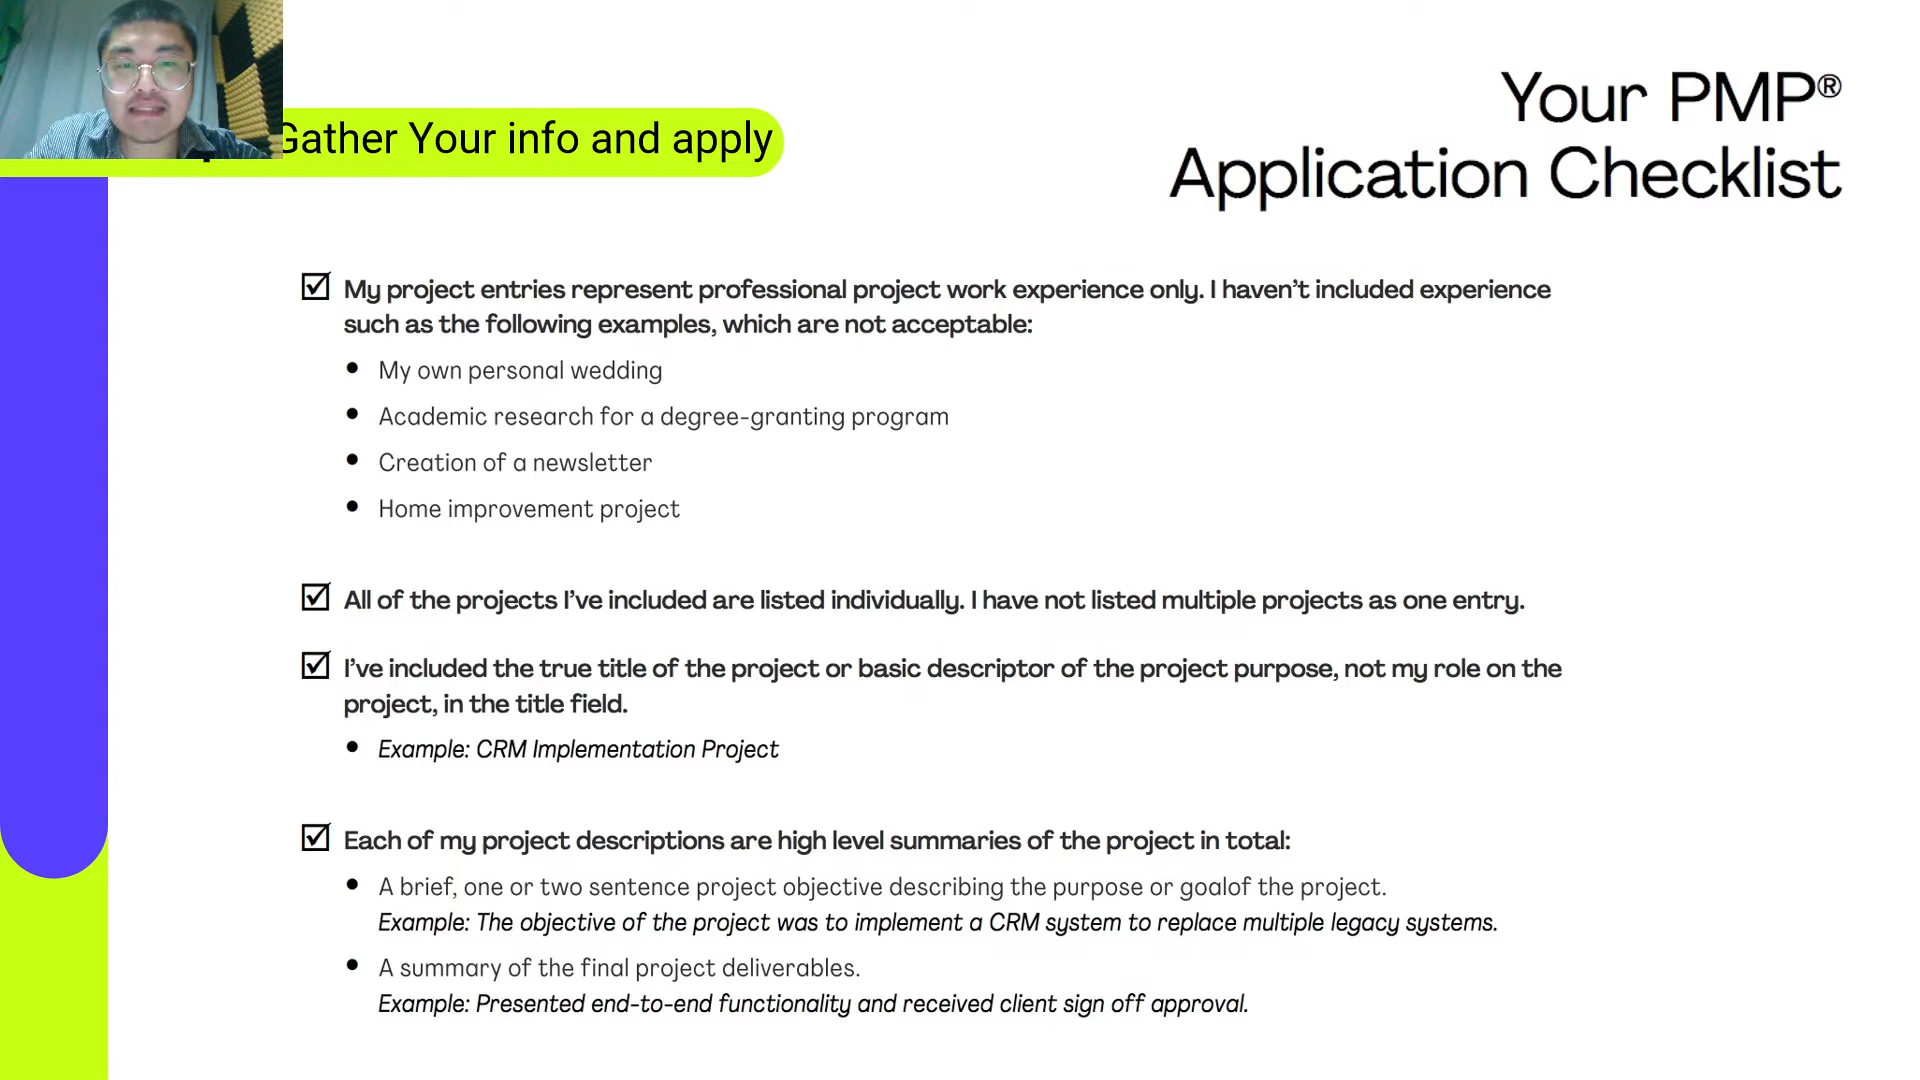 Gather Your info and apply
Your PMP®
Application Checklist
My project entries represent professional project work experience only. I haven’t included experience
such as the following examples, which are not acceptable:
• My own personal wedding
• Academic research for a degree-granting program
• Creation of a newsletter
• Home improvement project
All of the projects I’ve included are listed individually. I have not listed multiple projects as one entry.
I’ve included the true title of the project or basic descriptor of the project purpose, not my role on the
project, in the title field.
• Example: CRM Implementation Project
Each of my project descriptions are high level summaries of the project in total:
• A brief, one or two sentence project objective describing the purpose or goalof the project.
Example: The objective of the project was to implement a CRM system to replace multiple legacy systems.
• A summary of the final project deliverables.
Example: Presented end-to-end functionality and received client sign off approval.